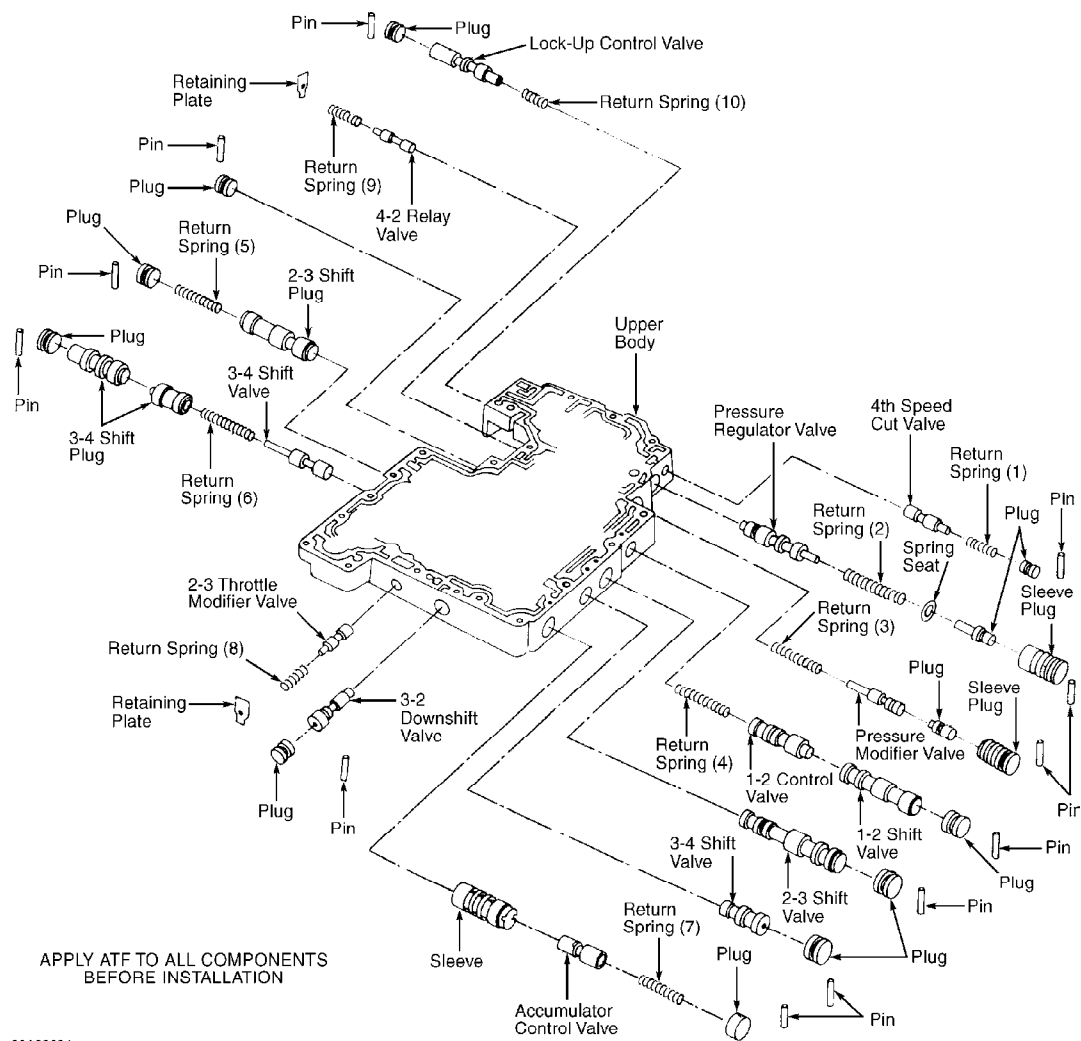 Pin
Plug
Lock-Up Control Valve
Retaining
Plate
Return Spring (10)
Pin
Return
Spring (9)
Plug
4-2 Relay
Valve
Plug
Return
Spring (5)
Pin
2-3 Shift
Plug
Plug
Upper
Body
3-4 Shift
Valve
Pin
3-4 Shift
Plug
Return
Spring (6)
Pressure
Regulator Valve
4th Speed
Cut Valve
Return
Spring (1)
Return
Spring (2)
Plug
PIn
Spring
Seat
Sleeve
Plug
2-3 Throttle
Modifier Valve
Return
Spring (3)
Return Spring (8)
Plug
Sleeve
Plug
Retaining
Plate
3-2
Downshift
Valvc
Pressure
Modifier Valve
Return
Spring (4)
1-2 Control
Valve
Pin
Plug
Pin
1-2 Shift
Valve
Pin
3-4 Shift
Valve
2-3 Shift
Valve
Plug
Pin
Return
Spring (7)
Plug
Plug
Sleeve
APPLY ATF TO ALL COMPONENTS
BEFORE INSTALLATION
Accumulator
Control Valve
Pin